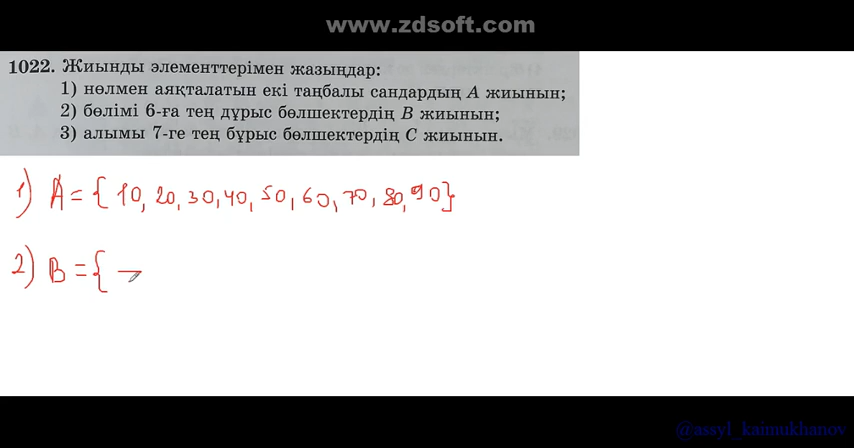 www.zdsoft.com
1022. Жиынды элементтерімен жазыңдар:
1) нөлмен аяқталатын екі таңбалы сандардың A жиынын;
2) бөлімі 6-ға тең дұрыс бөлшектердің B жиынын;
3) алымы 7-ге тең бұрыс бөлшектердің C жиынын.
1) A = { 10, 20, 30, 40, 50, 60, 70, 80, 90}
2) B = { —
@assyl_kaimukhanov